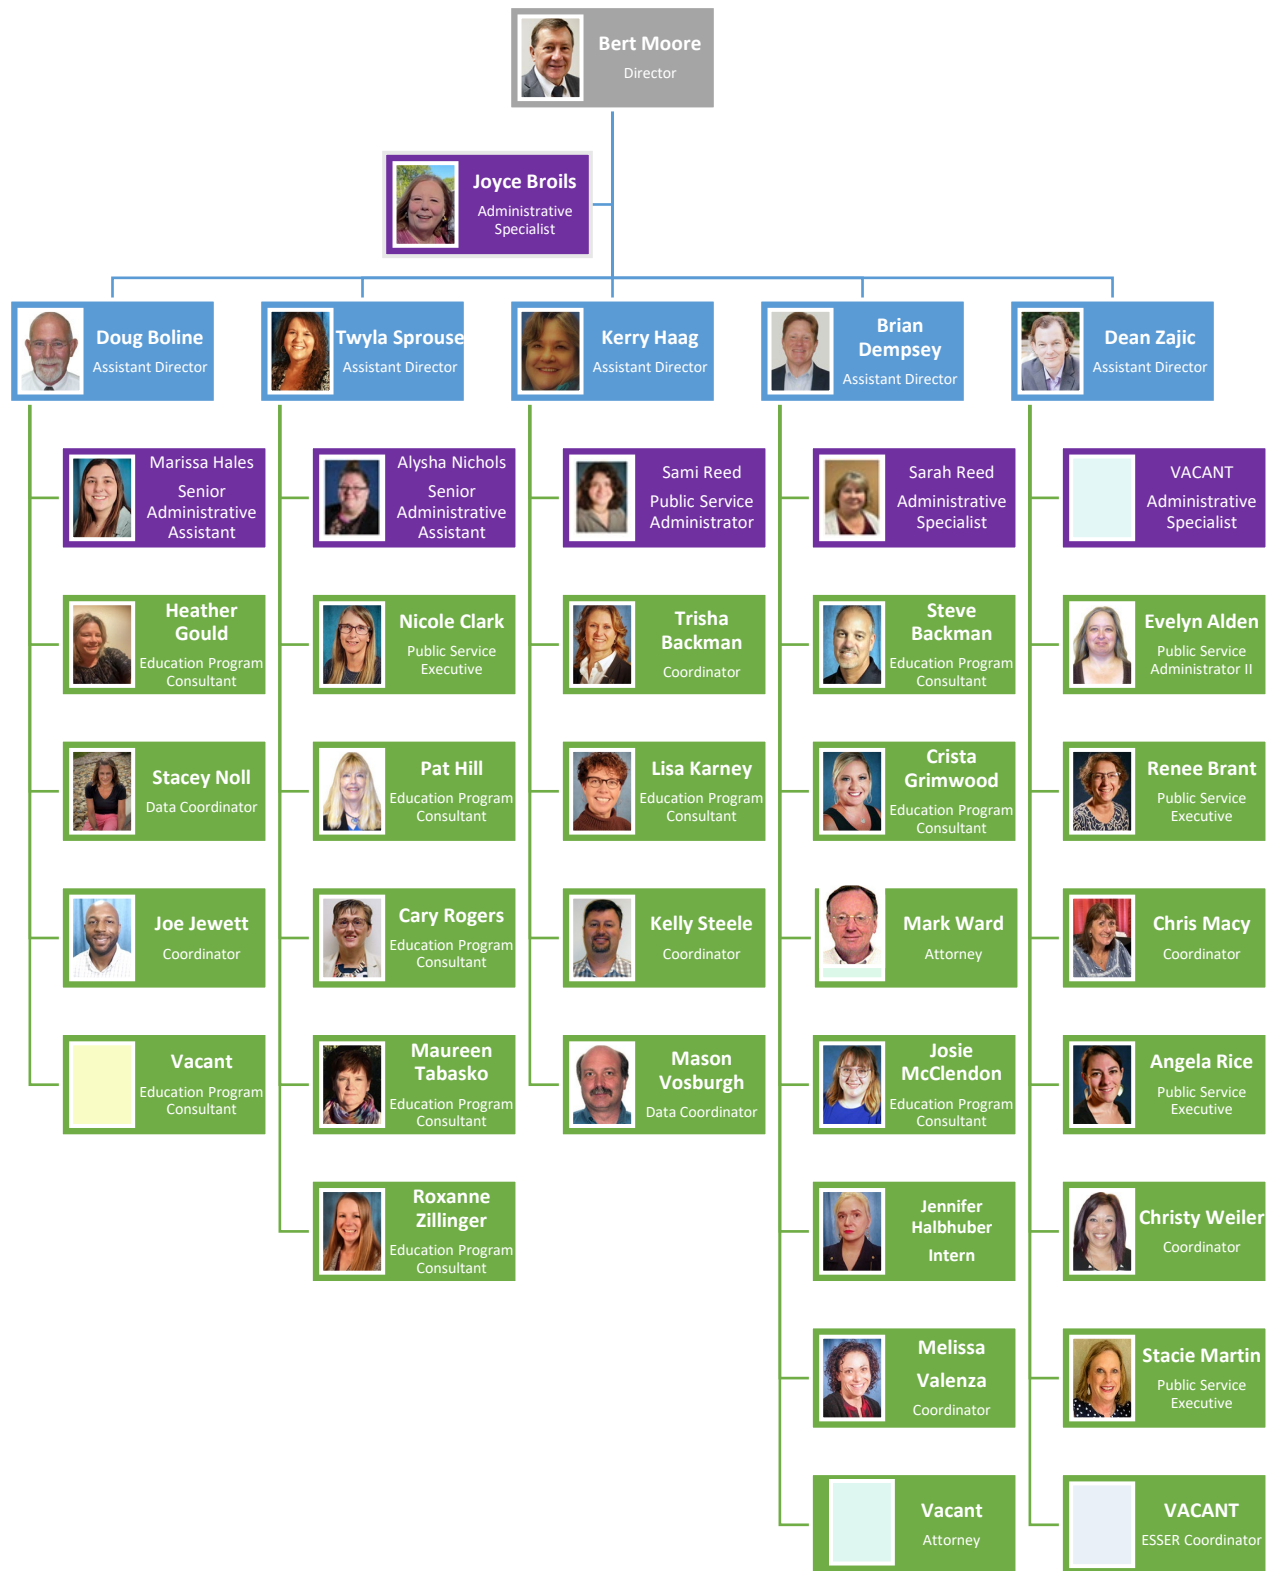 Bert Moore
Director
Joyce Broils
Administrative
Specialist
Doug Boline
Assistant Director
Twyla Sprouse
Assistant Director
Kerry Haag
Assistant Director
Brian
Dempsey
Assistant Director
Dean Zajic
Assistant Director
Marissa Hales
Senior
Administrative
Assistant
Alysha Nichols
Senior
Administrative
Assistant
Sami Reed
Public Service
Administrator
Sarah Reed
Administrative
Specialist
VACANT
Administrative
Specialist
Heather
Gould
Education Program
Consultant
Nicole Clark
Public Service
Executive
Trisha
Backman
Coordinator
Steve
Backman
Education Program
Consultant
Evelyn Alden
Public Service
Administrator II
Stacey Noll
Data Coordinator
Pat Hill
Education Program
Consultant
Lisa Karney
Education Program
Consultant
Crista
Grimwood
Education Program
Consultant
Renee Brant
Public Service
Executive
Joe Jewett
Coordinator
Cary Rogers
Education Program
Consultant
Kelly Steele
Coordinator
Mark Ward
Attorney
Chris Macy
Coordinator
Vacant
Education Program
Consultant
Maureen
Tabasko
Education Program
Consultant
Mason
Vosburgh
Data Coordinator
Josie
McClendon
Education Program
Consultant
Angela Rice
Public Service
Executive
Roxanne
Zillinger
Education Program
Consultant
Jennifer
Halbhuber
Intern
Christy Weiler
Coordinator
Melissa
Valenza
Coordinator
Stacie Martin
Public Service
Executive
Vacant
Attorney
VACANT
ESSER Coordinator